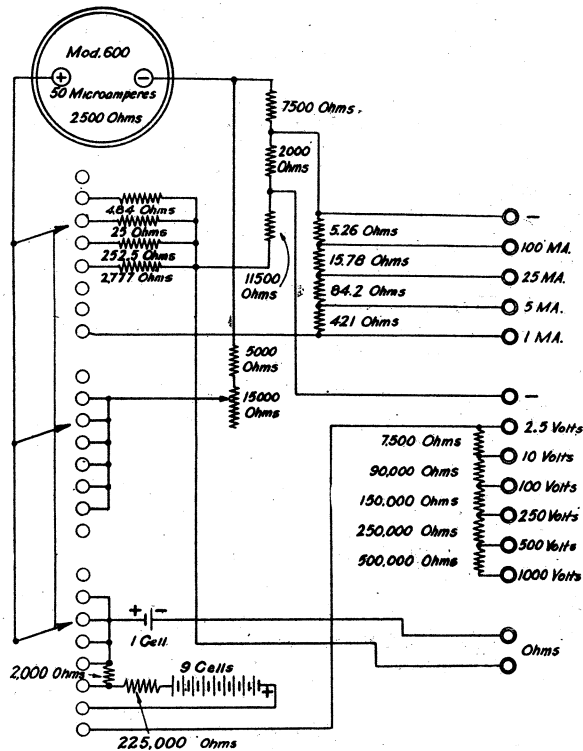 Mod. 600
+ −
50 Microamperes
2500 Ohms
7500 Ohms.
2000
Ohms
4.84 Ohms
25 Ohms
252.5 Ohms
2,777 Ohms
11500
Ohms
5.26 Ohms
15.78 Ohms
84.2 Ohms
421 Ohms
−
100 MA.
25 MA.
5 MA.
1 MA.
5000
Ohms
15000
Ohms
−
2.5 Volts
7,500 Ohms
10 Volts
90,000 Ohms
100 Volts
150,000 Ohms
250 Volts
250,000 Ohms
500 Volts
500,000 Ohms
1000 Volts
+ −
1 Cell
Ohms
2,000 Ohms
9 Cells
+
225,000 Ohms